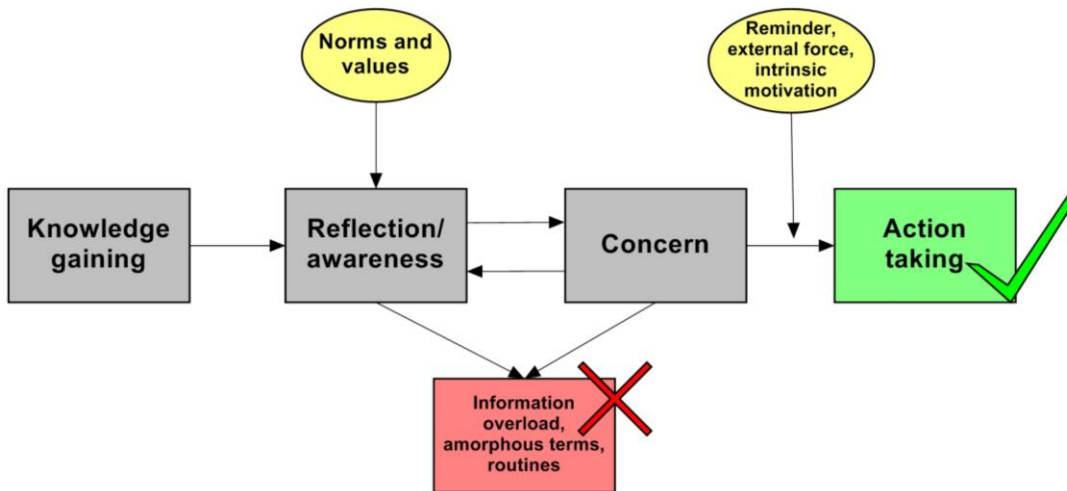 Norms and
values
Reminder,
external force,
intrinsic
motivation
Knowledge
gaining
Reflection/
awareness
Concern
Action
taking
Information
overload,
amorphous terms,
routines